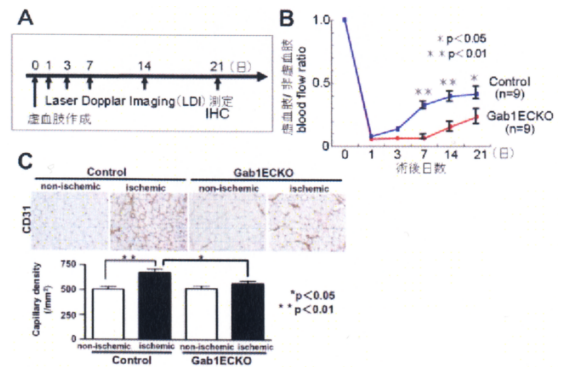 A
0 1 3 7 14 21 (日)
Laser Dopplar Imaging(LDI) 測定
IHC
虚血肢作成
B
虚血肢/非虚血肢
blood flow ratio
1.0
0.5
0
＊p<0.05
＊＊p<0.01
＊＊ ＊＊ ＊
Control
(n=9)
Gab1ECKO
(n=9)
0 1 3 7 14 21 (日)
術後日数
C
Control Gab1ECKO
non-ischemic ischemic non-ischemic ischemic
CD31
Capillary density
(/mm²)
750
500
250
0
＊＊ ＊
*p<0.05
＊＊p<0.01
non-ischemic ischemic non-ischemic ischemic
Control Gab1ECKO